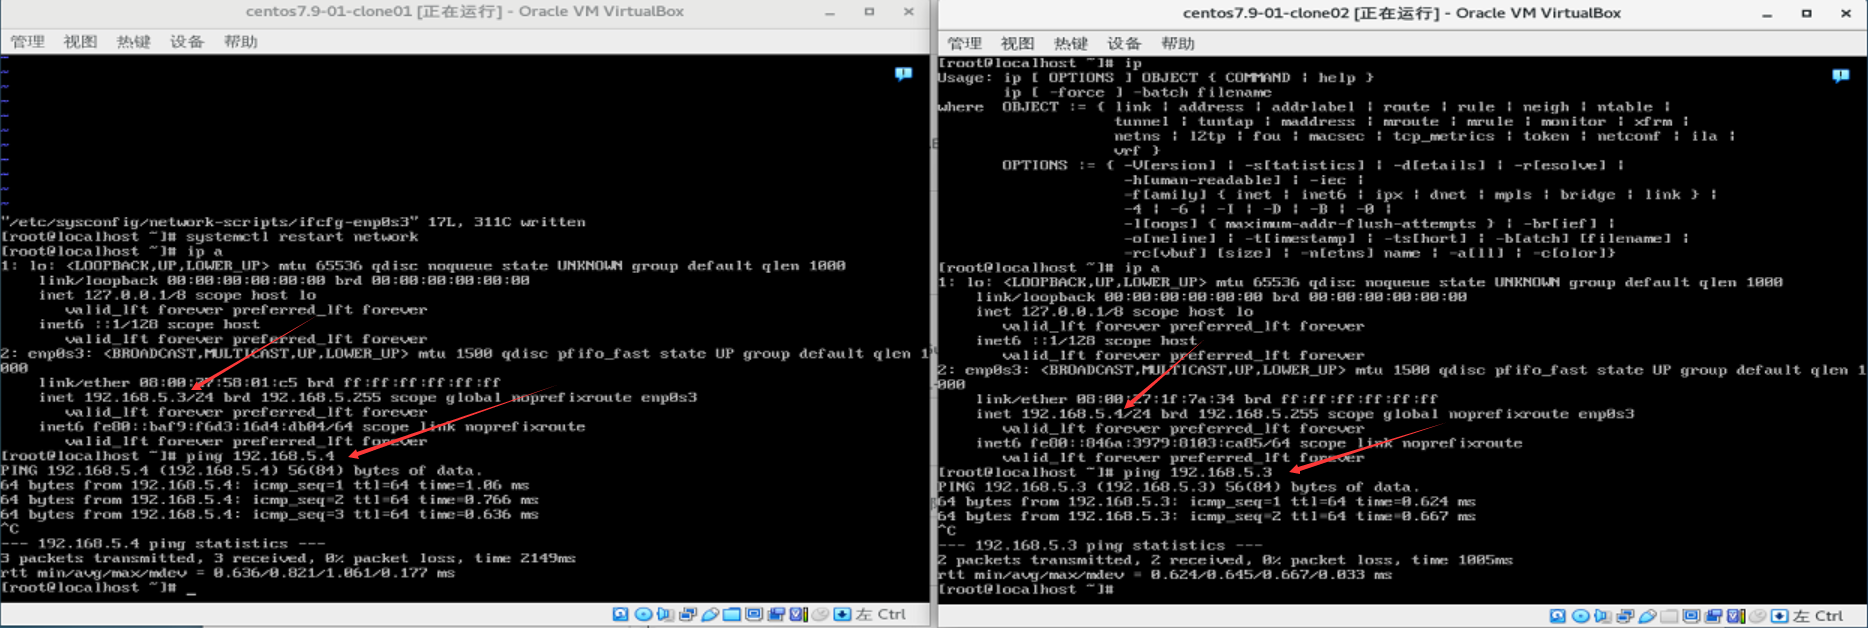 centos7.9-01-clone01 [正在运行] - Oracle VM VirtualBox
管理 视图 热键 设备 帮助
~
~
~
~
~
~
~
~
~
~
"/etc/sysconfig/network-scripts/ifcfg-enp0s3" 17L, 311C written
[root@localhost ~]# systemctl restart network
[root@localhost ~]# ip a
1: lo: <LOOPBACK,UP,LOWER_UP> mtu 65536 qdisc noqueue state UNKNOWN group default qlen 1000
    link/loopback 00:00:00:00:00:00 brd 00:00:00:00:00:00
    inet 127.0.0.1/8 scope host lo
       valid_lft forever preferred_lft forever
    inet6 ::1/128 scope host
       valid_lft forever preferred_lft forever
2: enp0s3: <BROADCAST,MULTICAST,UP,LOWER_UP> mtu 1500 qdisc pfifo_fast state UP group default qlen 1
000
    link/ether 08:00:27:58:01:c5 brd ff:ff:ff:ff:ff:ff
    inet 192.168.5.3/24 brd 192.168.5.255 scope global noprefixroute enp0s3
       valid_lft forever preferred_lft forever
    inet6 fe80::baf9:f6d3:16d4:db04/64 scope link noprefixroute
       valid_lft forever preferred_lft forever
[root@localhost ~]# ping 192.168.5.4
PING 192.168.5.4 (192.168.5.4) 56(84) bytes of data.
64 bytes from 192.168.5.4: icmp_seq=1 ttl=64 time=1.06 ms
64 bytes from 192.168.5.4: icmp_seq=2 ttl=64 time=0.766 ms
64 bytes from 192.168.5.4: icmp_seq=3 ttl=64 time=0.636 ms
^C
--- 192.168.5.4 ping statistics ---
3 packets transmitted, 3 received, 0% packet loss, time 2149ms
rtt min/avg/max/mdev = 0.636/0.821/1.061/0.177 ms
[root@localhost ~]# _
左 Ctrl
centos7.9-01-clone02 [正在运行] - Oracle VM VirtualBox
管理 视图 热键 设备 帮助
[root@localhost ~]# ip
Usage: ip [ OPTIONS ] OBJECT { COMMAND | help }
       ip [ -force ] -batch filename
where  OBJECT := { link | address | addrlabel | route | rule | neigh | ntable |
                   tunnel | tuntap | maddress | mroute | mrule | monitor | xfrm |
                   netns | l2tp | fou | macsec | tcp_metrics | token | netconf | ila |
                   vrf }
       OPTIONS := { -V[ersion] | -s[tatistics] | -d[etails] | -r[esolve] |
                    -h[uman-readable] | -iec |
                    -f[amily] { inet | inet6 | ipx | dnet | mpls | bridge | link } |
                    -4 | -6 | -I | -D | -B | -0 |
                    -l[oops] { maximum-addr-flush-attempts } | -br[ief] |
                    -o[neline] | -t[imestamp] | -ts[hort] | -b[atch] [filename] |
                    -rc[vbuf] [size] | -n[etns] name | -a[ll] | -c[olor]}
[root@localhost ~]# ip a
1: lo: <LOOPBACK,UP,LOWER_UP> mtu 65536 qdisc noqueue state UNKNOWN group default qlen 1000
    link/loopback 00:00:00:00:00:00 brd 00:00:00:00:00:00
    inet 127.0.0.1/8 scope host lo
       valid_lft forever preferred_lft forever
    inet6 ::1/128 scope host
       valid_lft forever preferred_lft forever
2: enp0s3: <BROADCAST,MULTICAST,UP,LOWER_UP> mtu 1500 qdisc pfifo_fast state UP group default qlen 1
000
    link/ether 08:00:27:1f:7a:34 brd ff:ff:ff:ff:ff:ff
    inet 192.168.5.4/24 brd 192.168.5.255 scope global noprefixroute enp0s3
       valid_lft forever preferred_lft forever
    inet6 fe80::846a:3979:8103:ca85/64 scope link noprefixroute
       valid_lft forever preferred_lft forever
[root@localhost ~]# ping 192.168.5.3
PING 192.168.5.3 (192.168.5.3) 56(84) bytes of data.
64 bytes from 192.168.5.3: icmp_seq=1 ttl=64 time=0.624 ms
64 bytes from 192.168.5.3: icmp_seq=2 ttl=64 time=0.667 ms
^C
--- 192.168.5.3 ping statistics ---
2 packets transmitted, 2 received, 0% packet loss, time 1005ms
rtt min/avg/max/mdev = 0.624/0.645/0.667/0.033 ms
[root@localhost ~]#
左 Ctrl